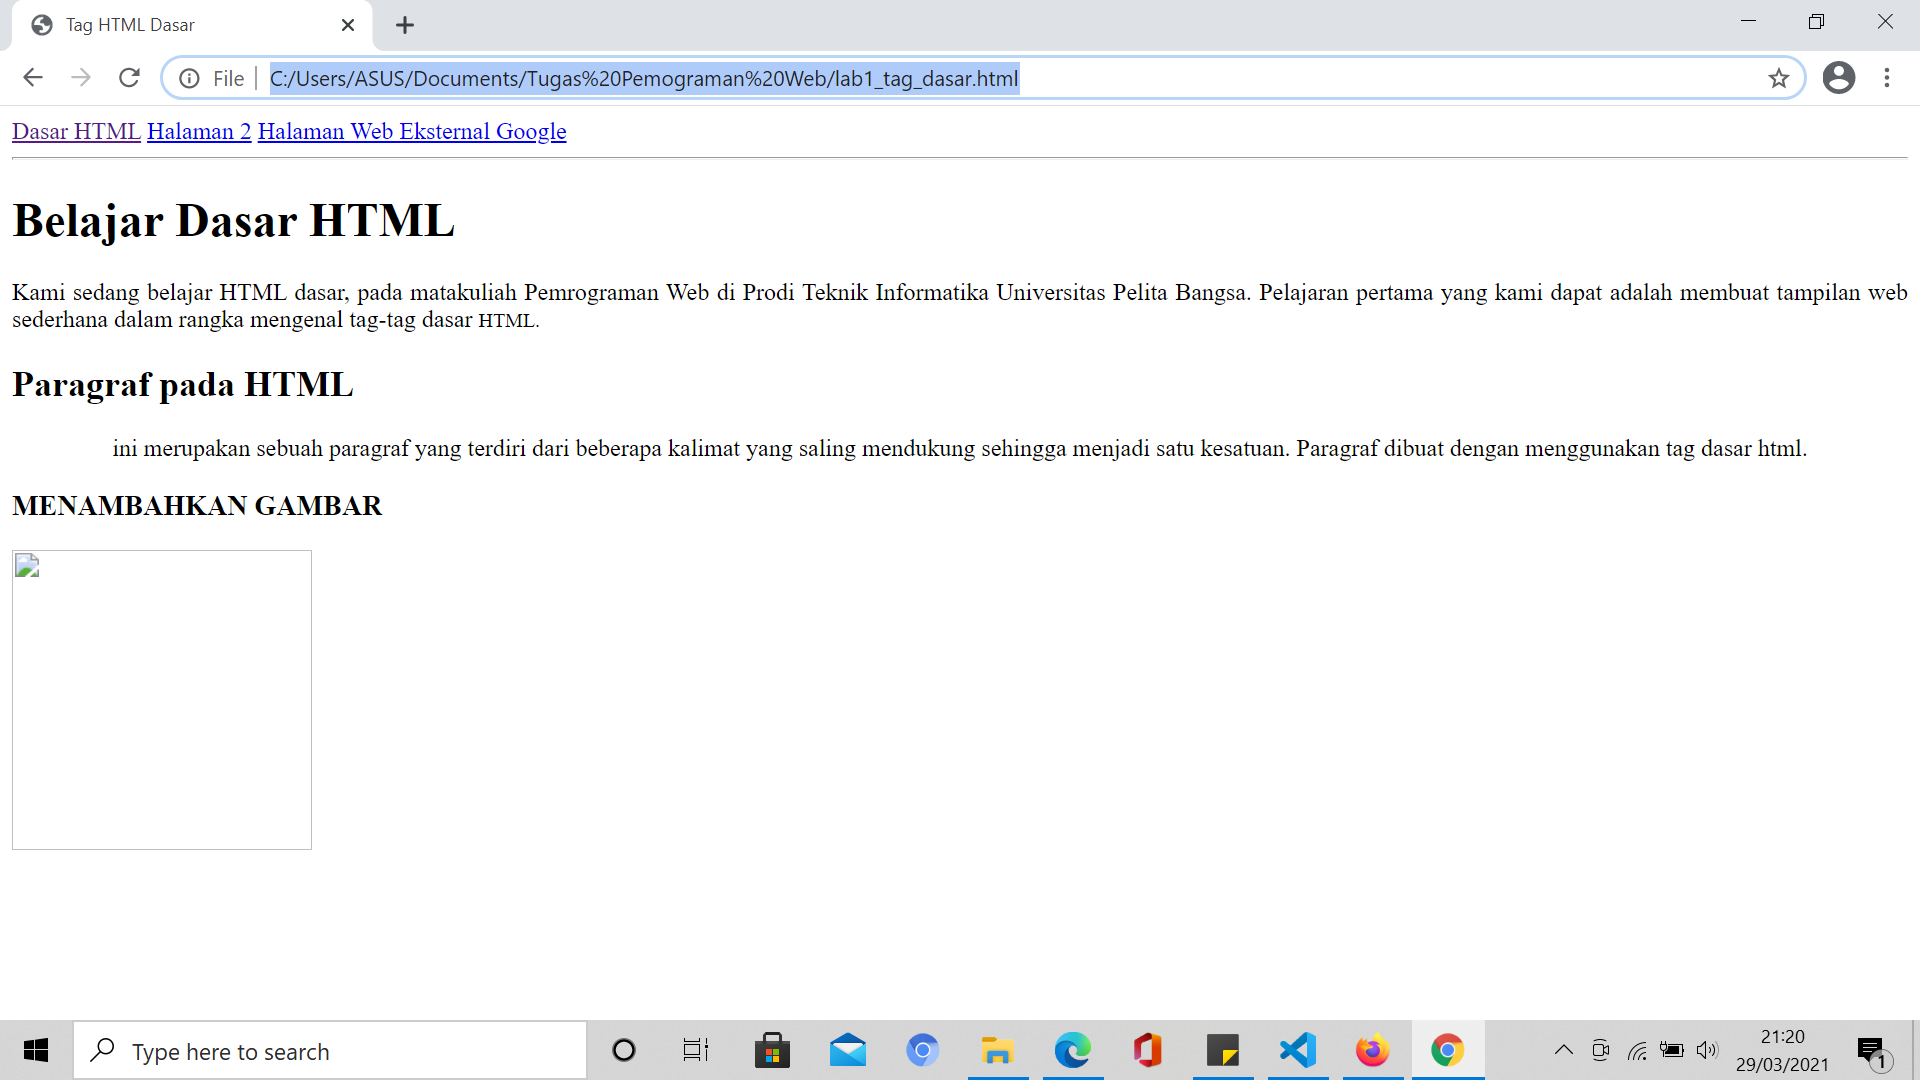 Tag HTML Dasar
File
C:/Users/ASUS/Documents/Tugas%20Pemograman%20Web/lab1_tag_dasar.html
Dasar HTML Halaman 2 Halaman Web Eksternal Google
Belajar Dasar HTML
Kami sedang belajar HTML dasar, pada matakuliah Pemrograman Web di Prodi Teknik Informatika Universitas Pelita Bangsa. Pelajaran pertama yang kami dapat adalah membuat tampilan web
sederhana dalam rangka mengenal tag-tag dasar HTML.
Paragraf pada HTML
ini merupakan sebuah paragraf yang terdiri dari beberapa kalimat yang saling mendukung sehingga menjadi satu kesatuan. Paragraf dibuat dengan menggunakan tag dasar html.
MENAMBAHKAN GAMBAR
Type here to search
21:20
29/03/2021
1